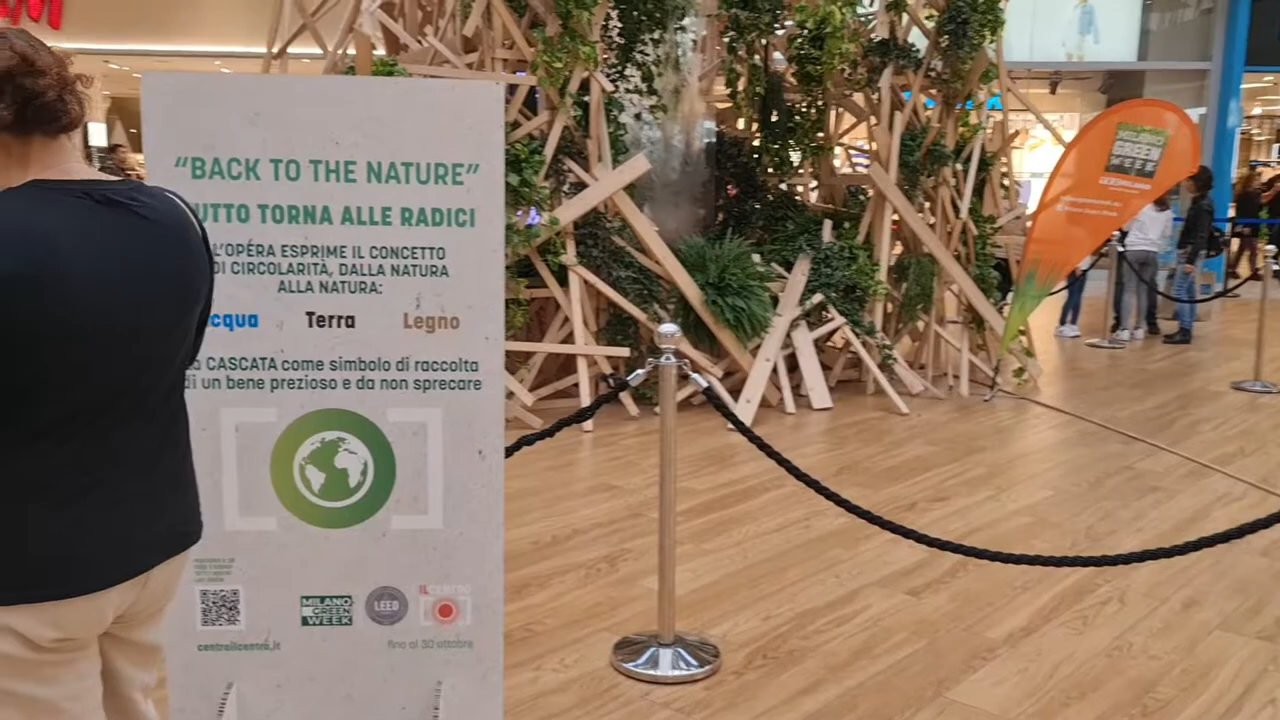 "BACK TO THE NATURE"
UTTO TORNA ALLE RADICI
L'OPÉRA ESPRIME IL CONCETTO
DI CIRCOLARITÀ, DALLA NATURA
ALLA NATURA:
cqua Terra Legno
CASCATA come simbolo di raccolta
di un bene prezioso e da non sprecare
MILANO
GREEN
WEEK
LEED
IL CENTRO
centroilcentro.it
fino al 30 ottobre
MILANO
GREEN
WEEK